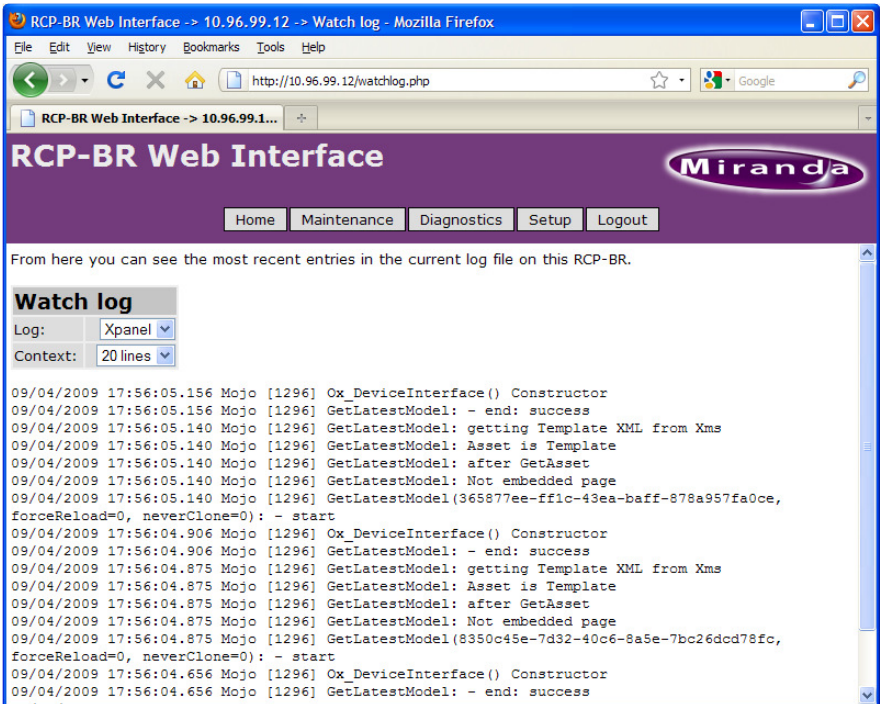 RCP-BR Web Interface -> 10.96.99.12 -> Watch log - Mozilla Firefox
File Edit View History Bookmarks Tools Help
http://10.96.99.12/watchlog.php
Google
RCP-BR Web Interface -> 10.96.99.1...
RCP-BR Web Interface
Miranda
Home Maintenance Diagnostics Setup Logout
From here you can see the most recent entries in the current log file on this RCP-BR.
Watch log
Log: Xpanel
Context: 20 lines
09/04/2009 17:56:05.156 Mojo [1296] Ox_DeviceInterface() Constructor
09/04/2009 17:56:05.156 Mojo [1296] GetLatestModel: - end: success
09/04/2009 17:56:05.140 Mojo [1296] GetLatestModel: getting Template XML from Xms
09/04/2009 17:56:05.140 Mojo [1296] GetLatestModel: Asset is Template
09/04/2009 17:56:05.140 Mojo [1296] GetLatestModel: after GetAsset
09/04/2009 17:56:05.140 Mojo [1296] GetLatestModel: Not embedded page
09/04/2009 17:56:05.140 Mojo [1296] GetLatestModel(365877ee-ff1c-43ea-baff-878a957fa0ce,
forceReload=0, neverClone=0): - start
09/04/2009 17:56:04.906 Mojo [1296] Ox_DeviceInterface() Constructor
09/04/2009 17:56:04.906 Mojo [1296] GetLatestModel: - end: success
09/04/2009 17:56:04.875 Mojo [1296] GetLatestModel: getting Template XML from Xms
09/04/2009 17:56:04.875 Mojo [1296] GetLatestModel: Asset is Template
09/04/2009 17:56:04.875 Mojo [1296] GetLatestModel: after GetAsset
09/04/2009 17:56:04.875 Mojo [1296] GetLatestModel: Not embedded page
09/04/2009 17:56:04.875 Mojo [1296] GetLatestModel(8350c45e-7d32-40c6-8a5e-7bc26dcd78fc,
forceReload=0, neverClone=0): - start
09/04/2009 17:56:04.656 Mojo [1296] Ox_DeviceInterface() Constructor
09/04/2009 17:56:04.656 Mojo [1296] GetLatestModel: - end: success